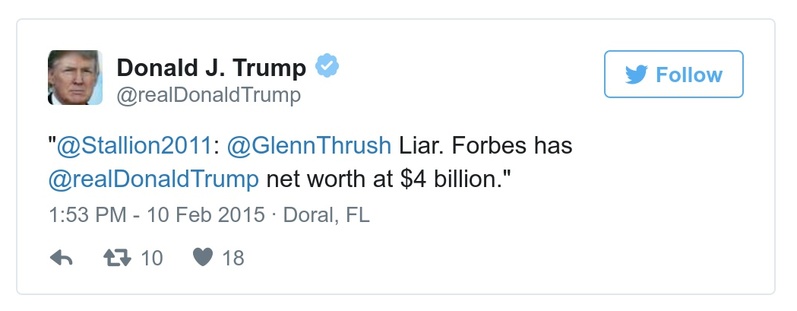 Donald J. Trump
@realDonaldTrump
Follow
"@Stallion2011: @GlennThrush Liar. Forbes has
@realDonaldTrump net worth at $4 billion."
1:53 PM - 10 Feb 2015 · Doral, FL
10 18